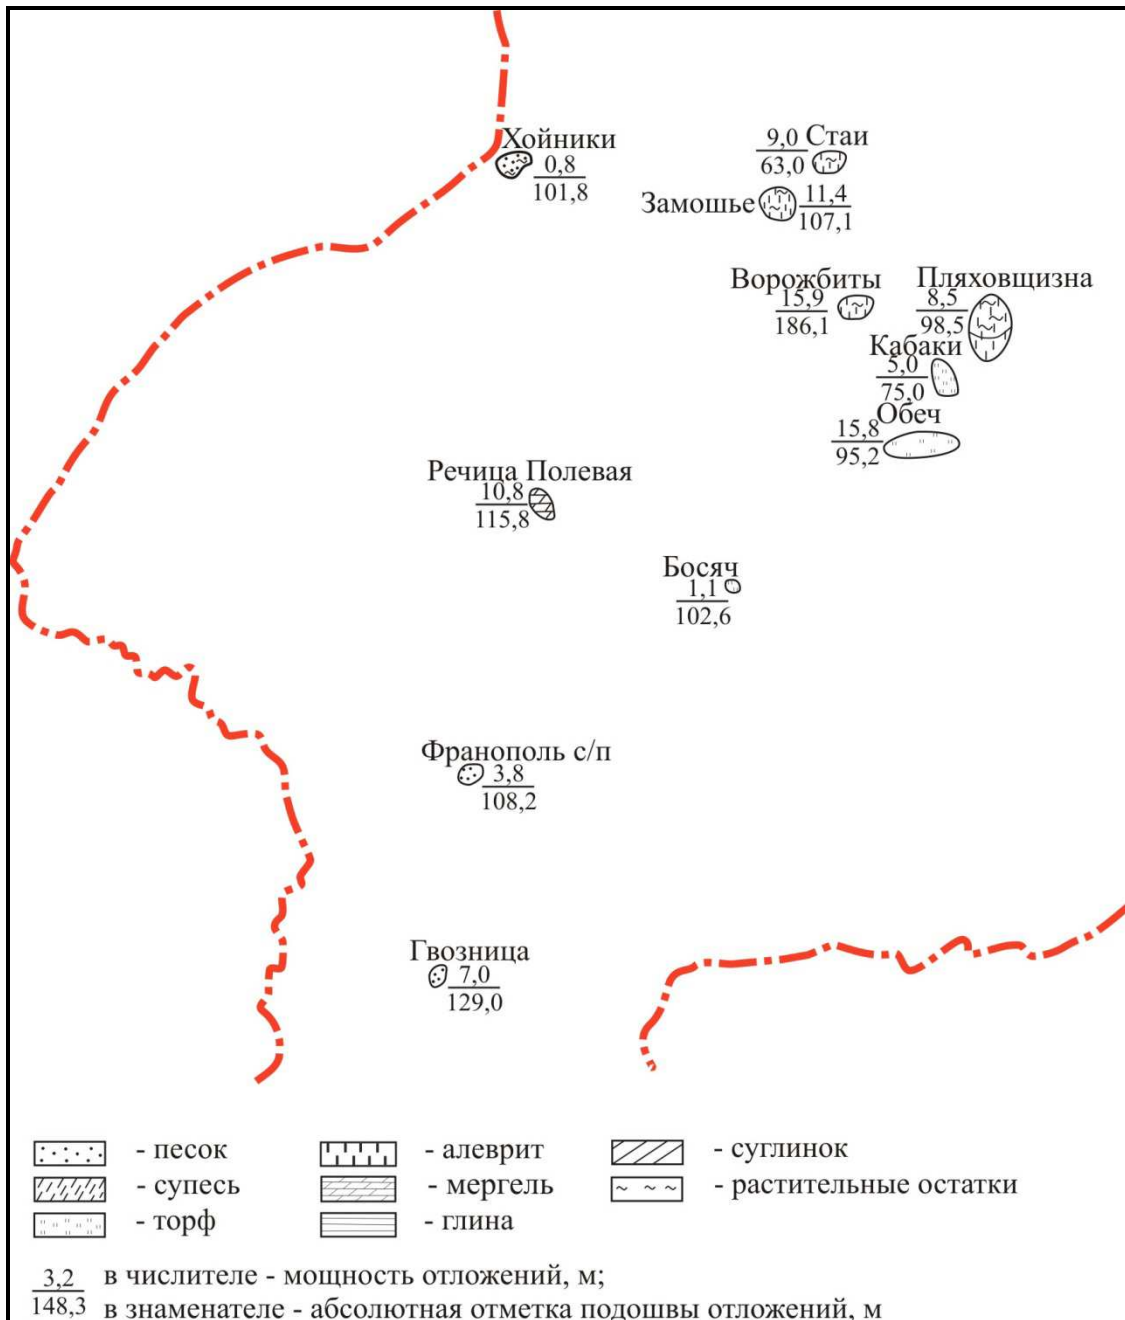 Хойники
0,8
101,8
9,0 Стаи
63,0
Замошье 11,4
107,1
Ворожбиты
15,9
186,1
Пляховщизна
8,5
98,5
Кабаки
5,0
75,0
Обеч
15,8
95,2
Речица Полевая
10,8
115,8
Босяч
1,1
102,6
Франополь с/п
3,8
108,2
Гвозница
7,0
129,0
- песок
- супесь
- торф
- алеврит
- мергель
- глина
- суглинок
- растительные остатки
3,2 в числителе - мощность отложений, м;
148,3 в знаменателе - абсолютная отметка подошвы отложений, м